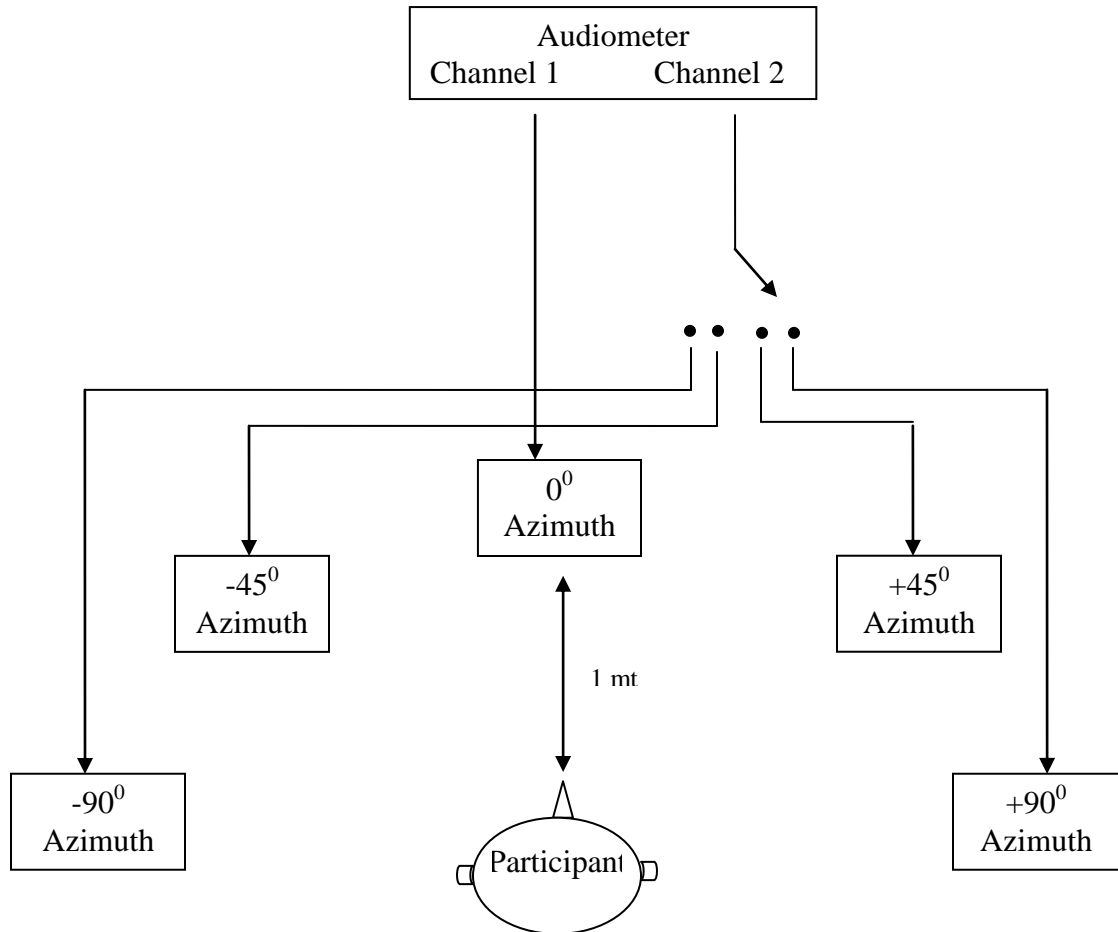 Audiometer
Channel 1 Channel 2
0⁰
Azimuth
-45⁰
Azimuth
+45⁰
Azimuth
1 mt
-90⁰
Azimuth
+90⁰
Azimuth
Participant